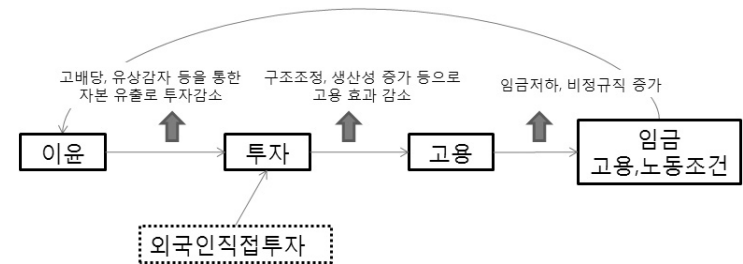 고배당, 유상감자 등을 통한
자본 유출로 투자감소
구조조정, 생산성 증가 등으로
고용 효과 감소
임금저하, 비정규직 증가
이윤
투자
고용
임금
고용,노동조건
외국인직접투자